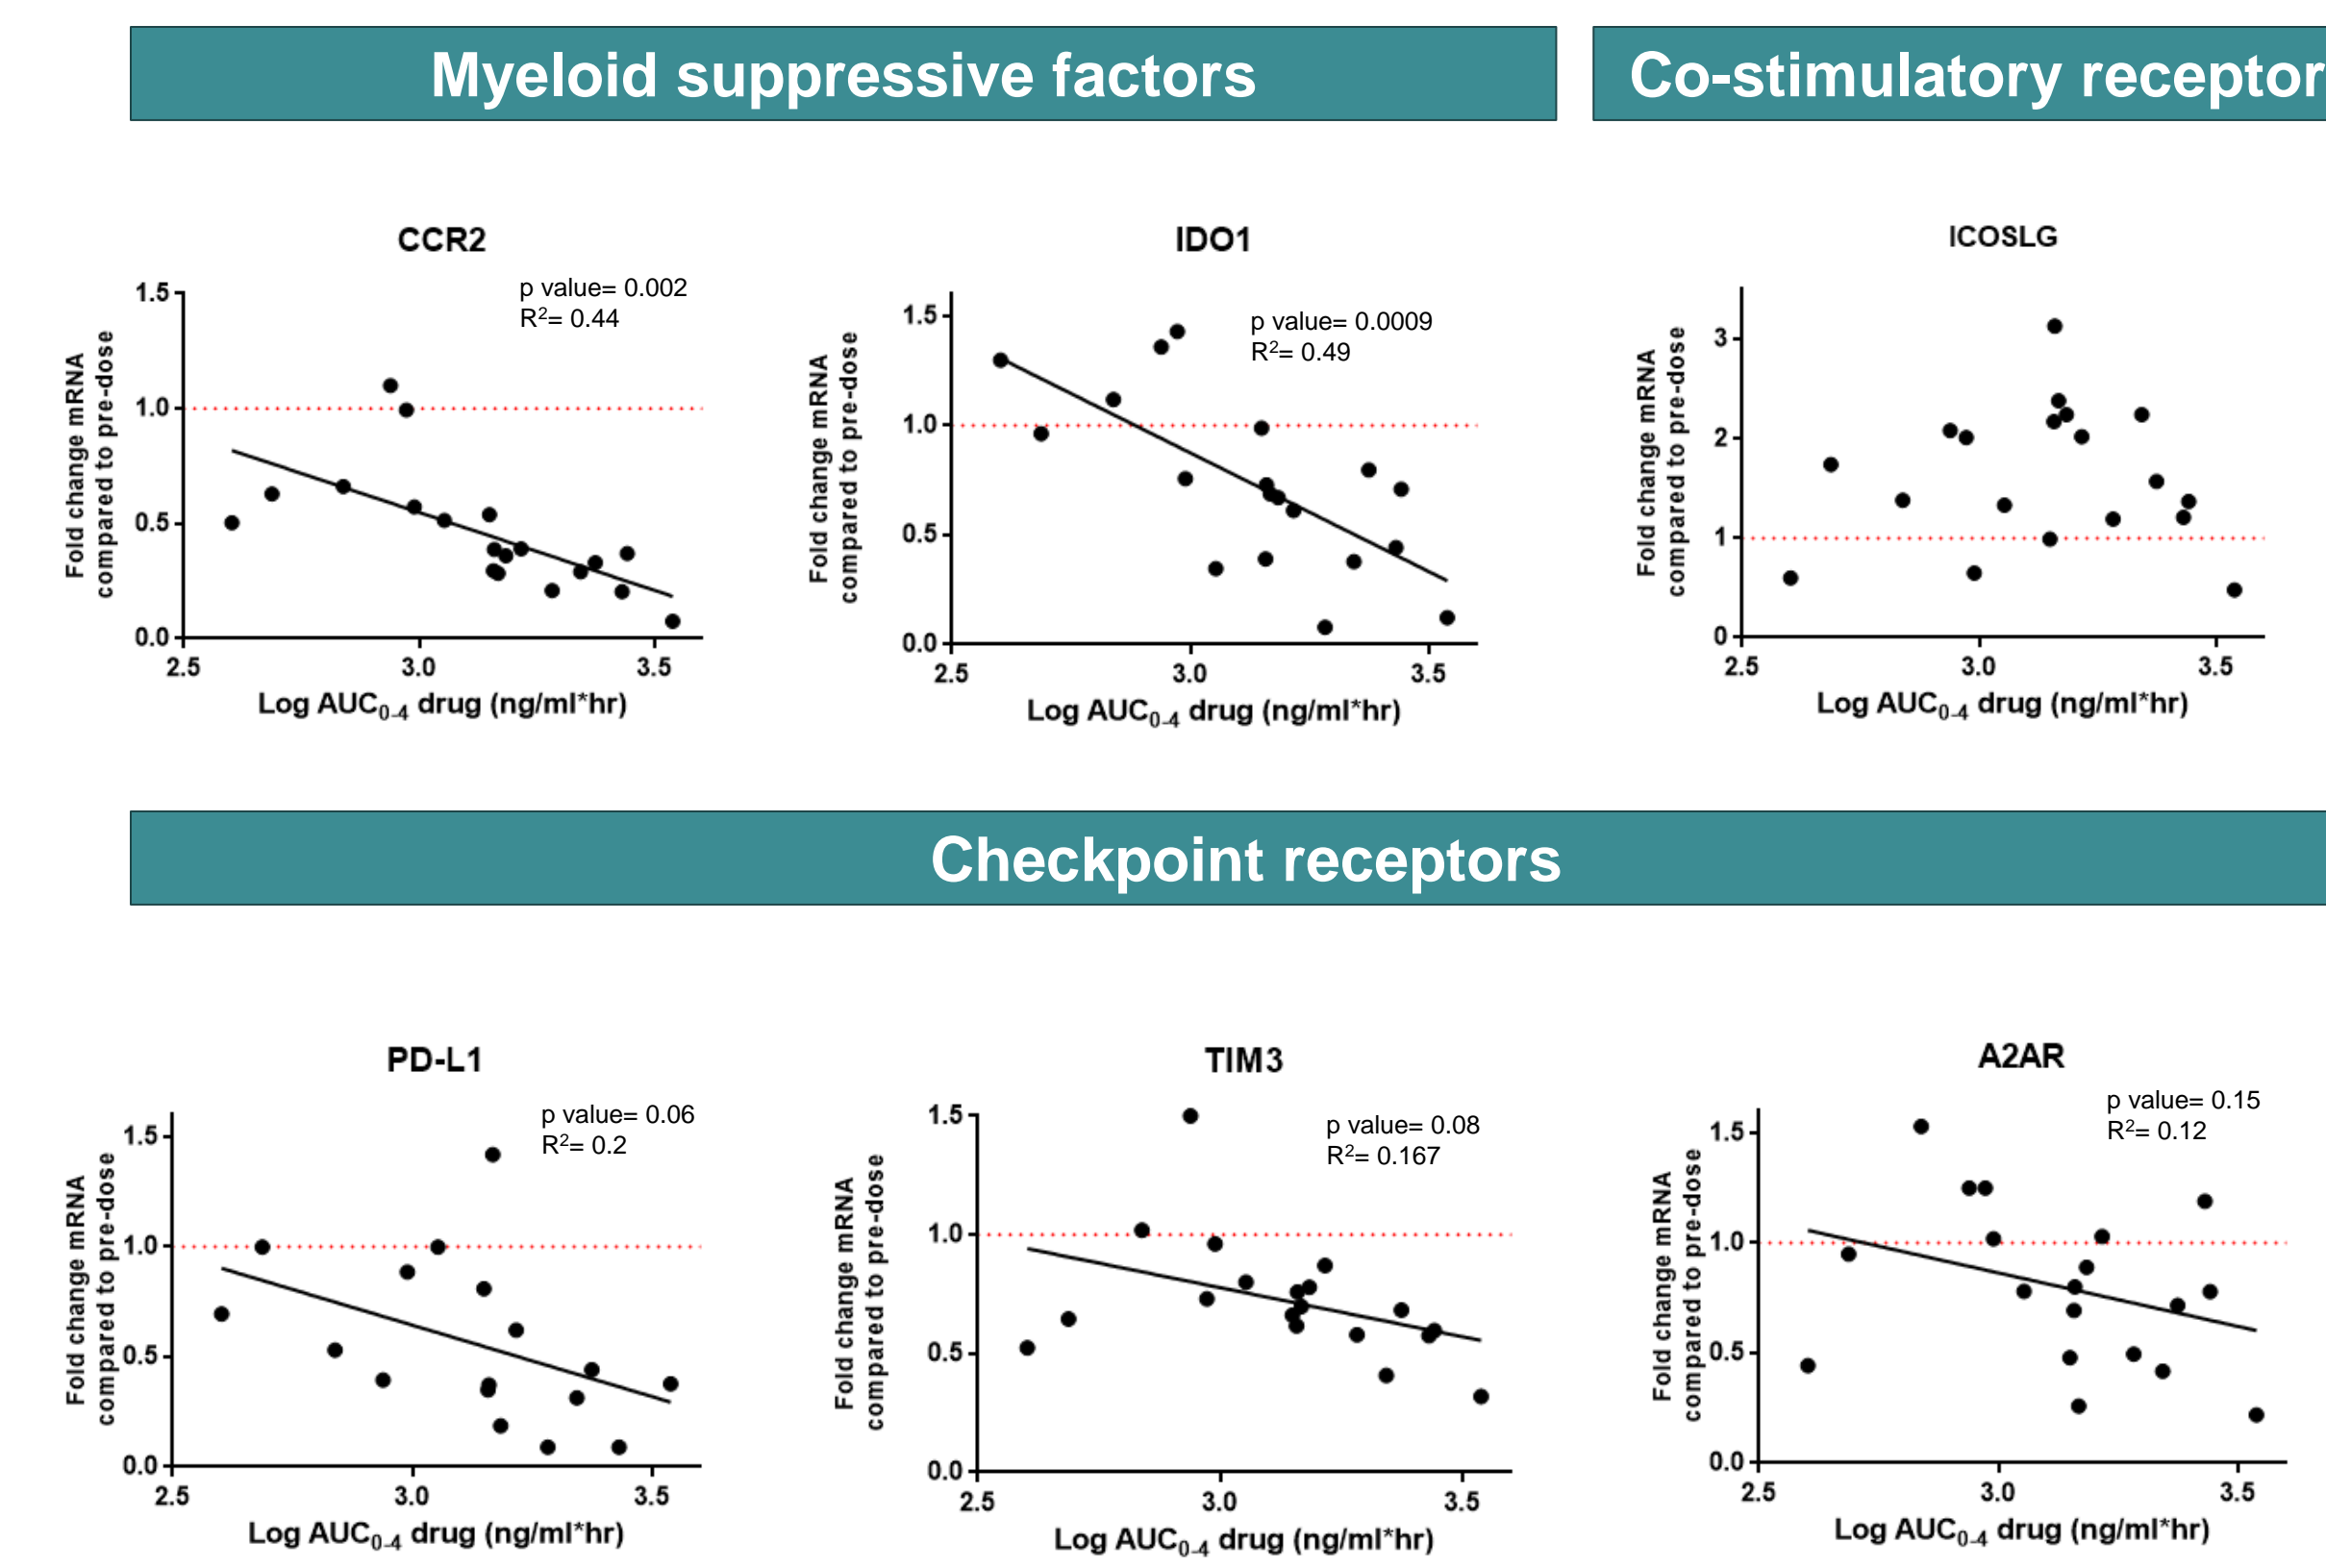 Myeloid suppressive factors
Co-stimulatory receptor
CCR2
p value= 0.002
R²= 0.44
Fold change mRNA
compared to pre-dose
1.5
1.0
0.5
0.0
2.5 3.0 3.5
Log AUC₀₋₄ drug (ng/ml*hr)
IDO1
p value= 0.0009
R²= 0.49
Fold change mRNA
compared to pre-dose
1.5
1.0
0.5
0.0
2.5 3.0 3.5
Log AUC₀₋₄ drug (ng/ml*hr)
ICOSLG
Fold change mRNA
compared to pre-dose
3
2
1
0
2.5 3.0 3.5
Log AUC₀₋₄ drug (ng/ml*hr)
Checkpoint receptors
PD-L1
p value= 0.06
R²= 0.2
Fold change mRNA
compared to pre-dose
1.5
1.0
0.5
0.0
2.5 3.0 3.5
Log AUC₀₋₄ drug (ng/ml*hr)
TIM3
p value= 0.08
R²= 0.167
Fold change mRNA
compared to pre-dose
1.5
1.0
0.5
0.0
2.5 3.0 3.5
Log AUC₀₋₄ drug (ng/ml*hr)
A2AR
p value= 0.15
R²= 0.12
Fold change mRNA
compared to pre-dose
1.5
1.0
0.5
0.0
2.5 3.0 3.5
Log AUC₀₋₄ drug (ng/ml*hr)